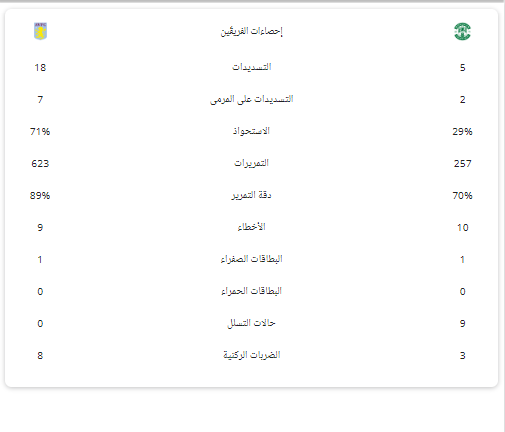 إحصاءات الفريقين
5 التسديدات 18
2 التسديدات على المرمى 7
29% الاستحواذ 71%
257 التمريرات 623
70% دقة التمرير 89%
10 الأخطاء 9
1 البطاقات الصفراء 1
0 البطاقات الحمراء 0
9 حالات التسلل 0
3 الضربات الركنية 8